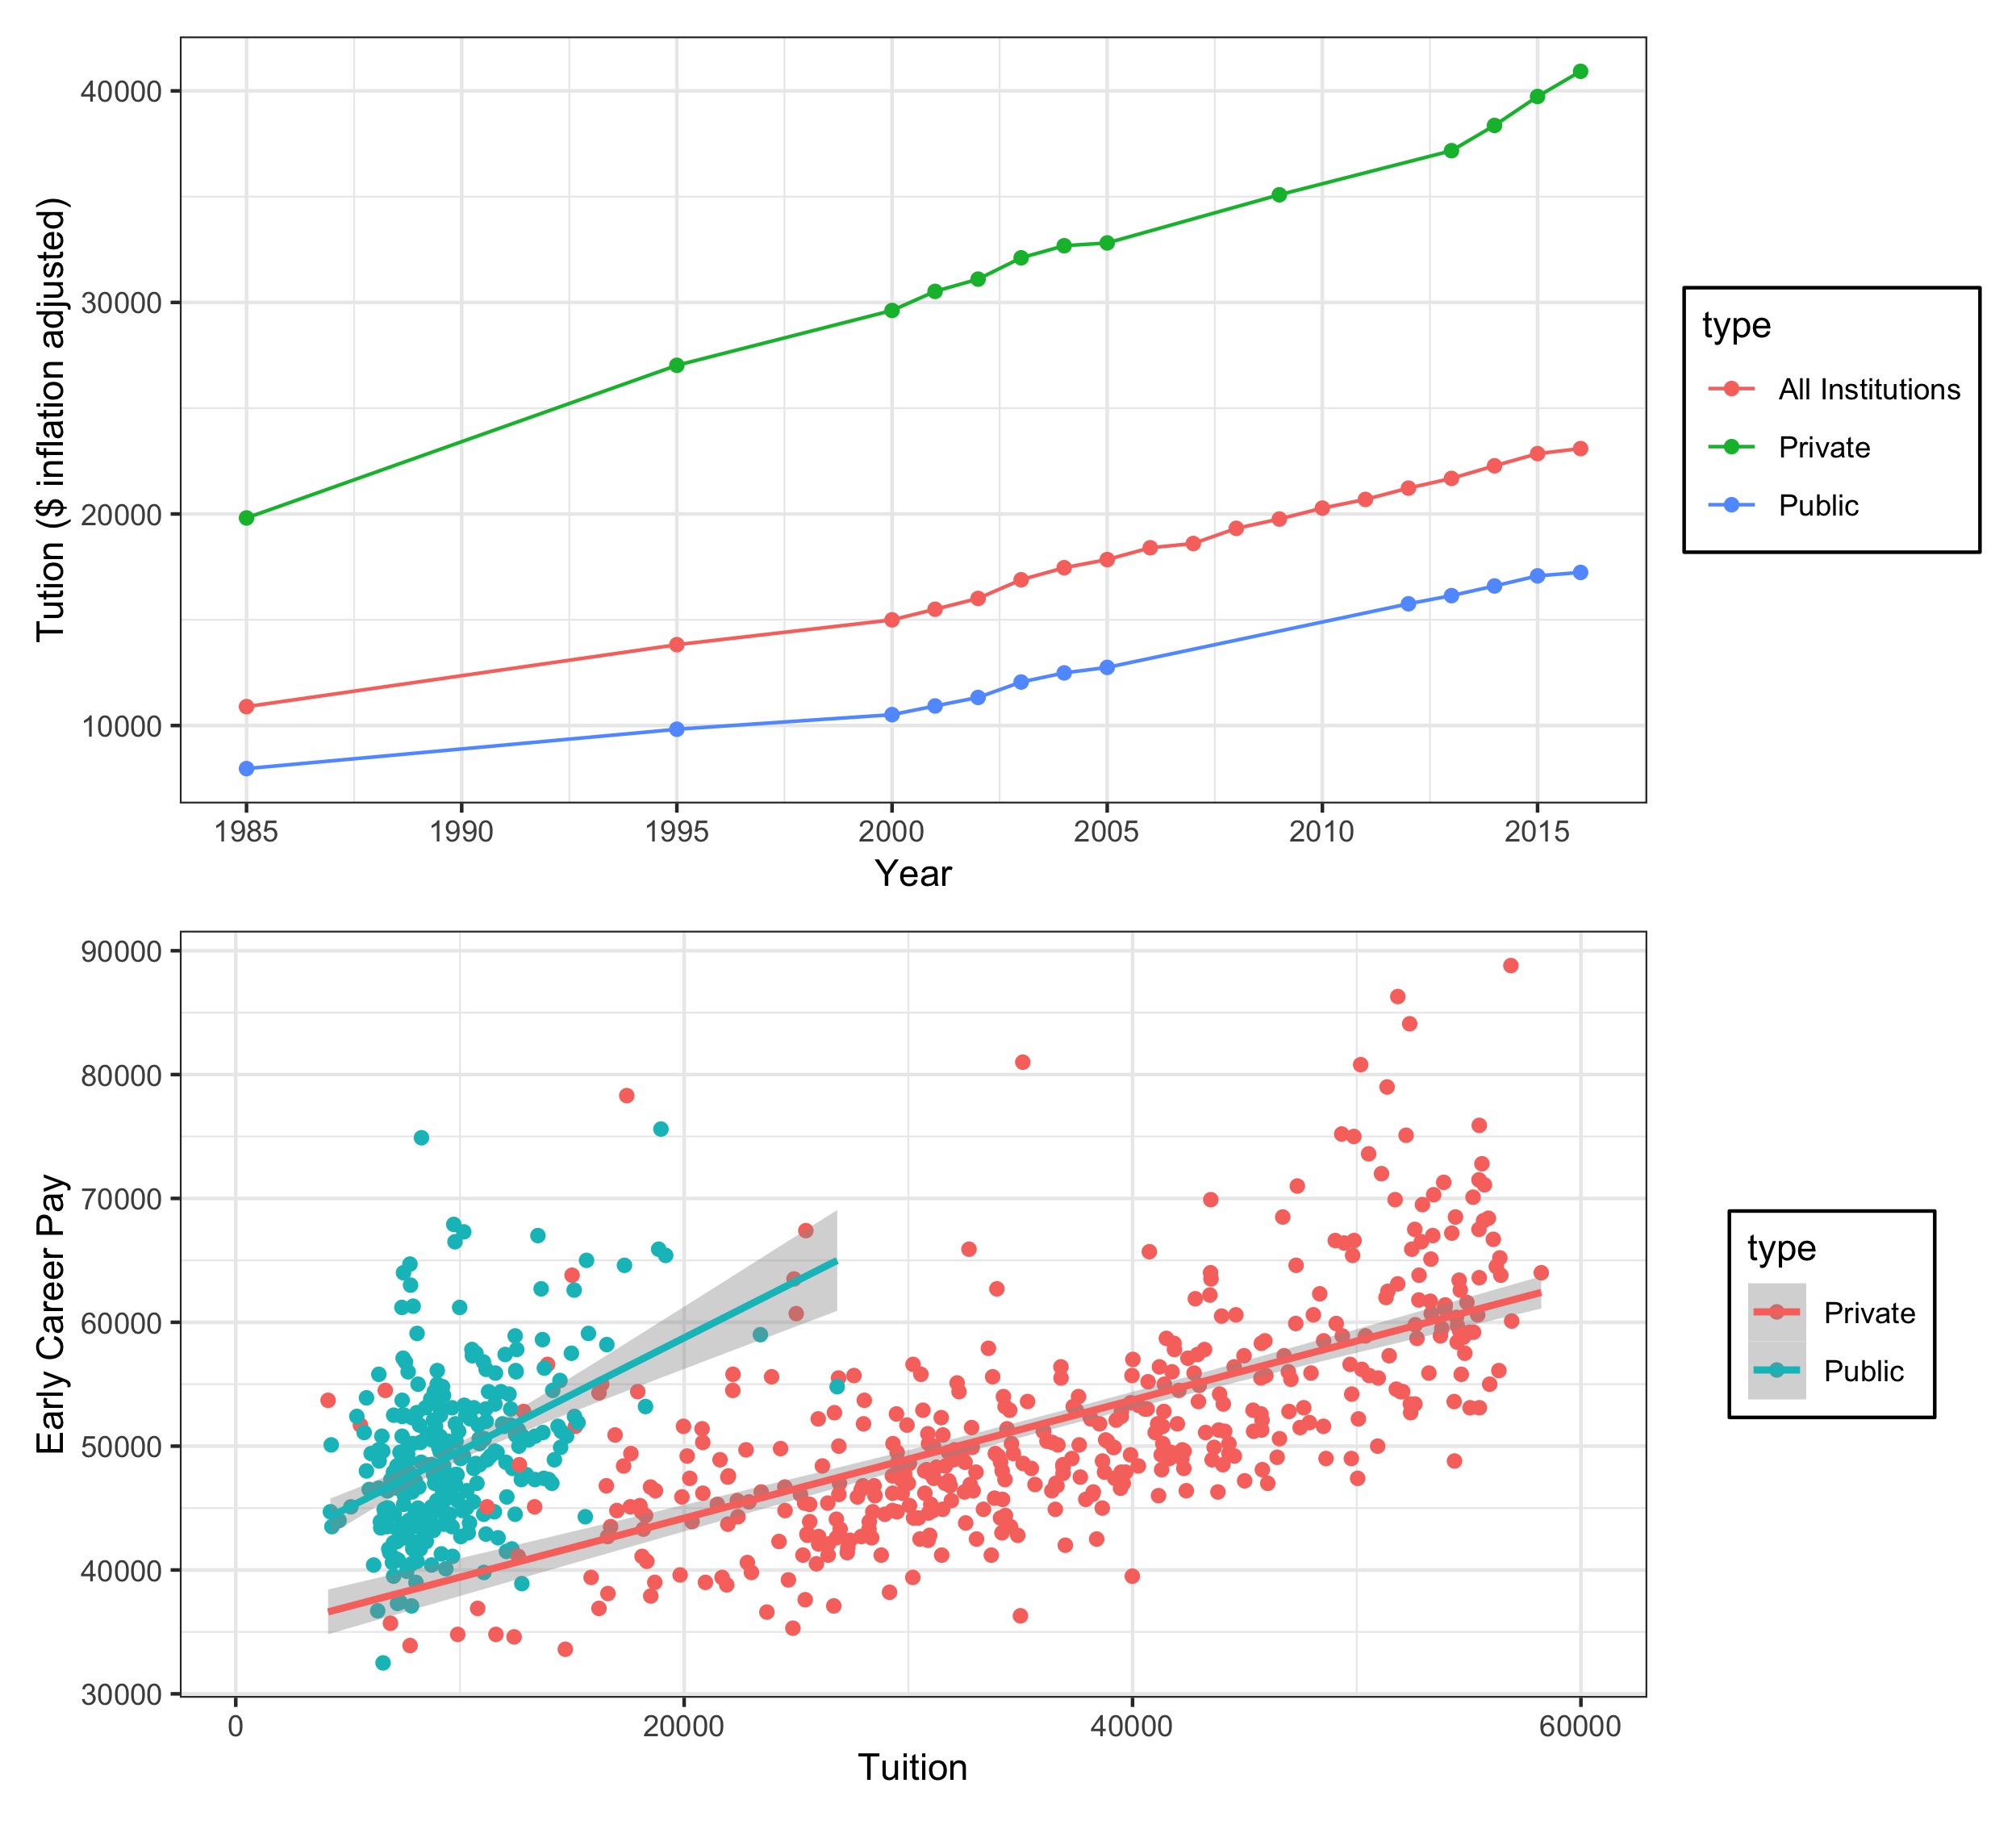 40000
30000
20000
10000
Tution ($ inflation adjusted)
1985 1990 1995 2000 2005 2010 2015
Year
type
All Institutions
Private
Public
90000
80000
70000
60000
50000
40000
30000
Early Career Pay
0 20000 40000 60000
Tuition
type
Private
Public